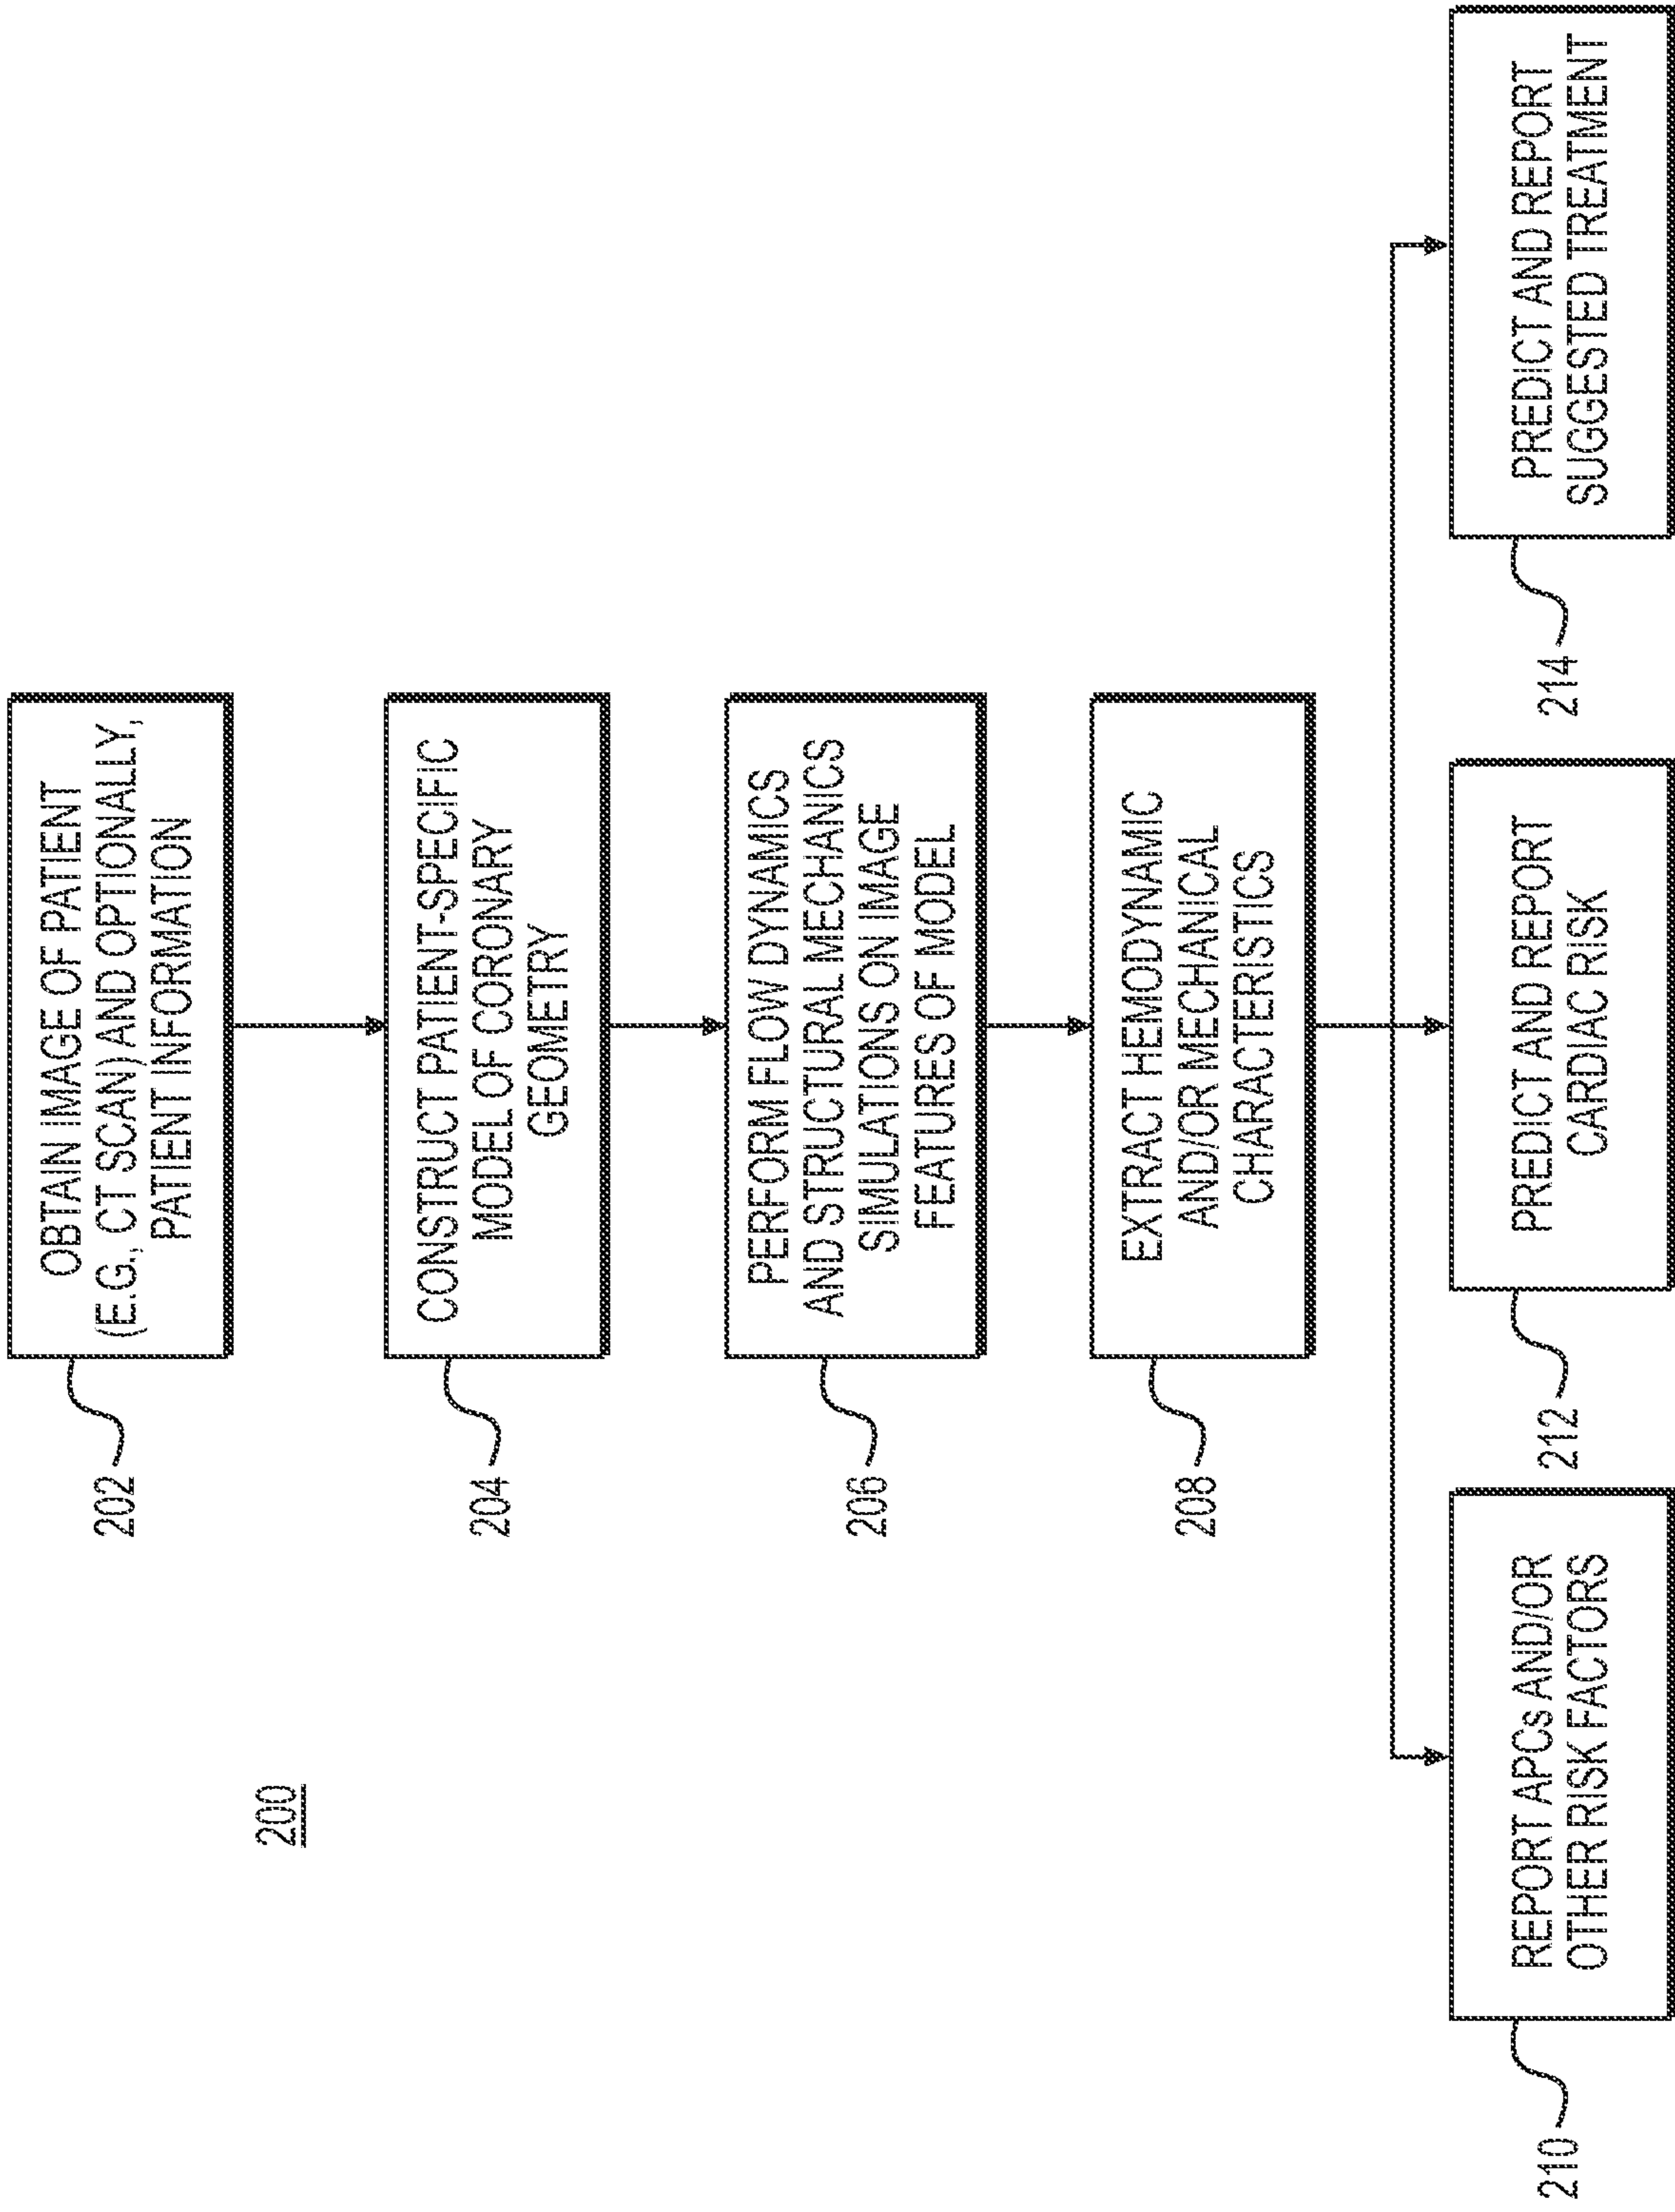 200
202
OBTAIN IMAGE OF PATIENT
(E.G., CT SCAN) AND OPTIONALLY,
PATIENT INFORMATION
204
CONSTRUCT PATIENT-SPECIFIC
MODEL OF CORONARY
GEOMETRY
206
PERFORM FLOW DYNAMICS
AND STRUCTURAL MECHANICS
SIMULATIONS ON IMAGE
FEATURES OF MODEL
208
EXTRACT HEMODYNAMIC
AND/OR MECHANICAL
CHARACTERISTICS
210
REPORT APCs AND/OR
OTHER RISK FACTORS
212
PREDICT AND REPORT
CARDIAC RISK
214
PREDICT AND REPORT
SUGGESTED TREATMENT